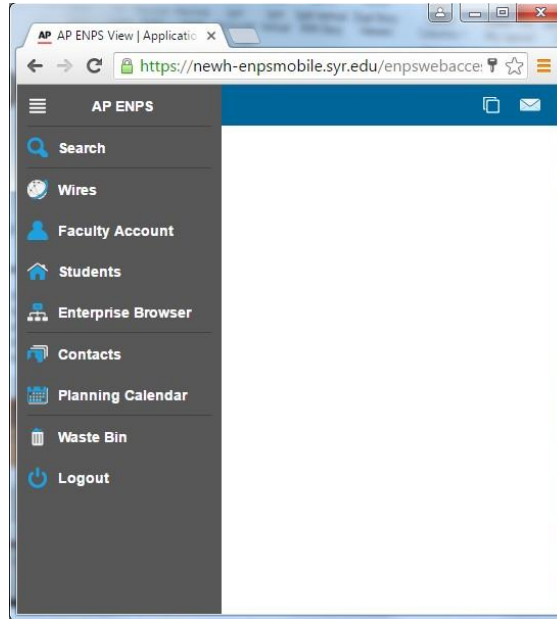 AP AP ENPS View | Applicatio
https://newh-enpsmobile.syr.edu/enpswebacce
AP ENPS
Search
Wires
Faculty Account
Students
Enterprise Browser
Contacts
Planning Calendar
Waste Bin
Logout